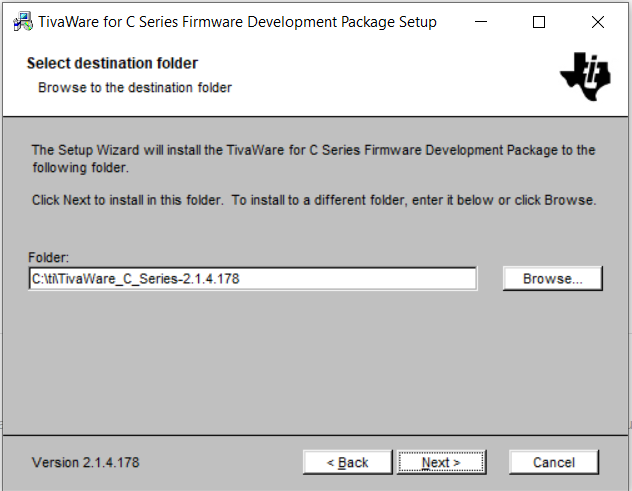 TivaWare for C Series Firmware Development Package Setup
Select destination folder
Browse to the destination folder
ti
The Setup Wizard will install the TivaWare for C Series Firmware Development Package to the
following folder.
Click Next to install in this folder.  To install to a different folder, enter it below or click Browse.
Folder:
C:\ti\TivaWare_C_Series-2.1.4.178
Browse...
Version 2.1.4.178
< Back
Next >
Cancel